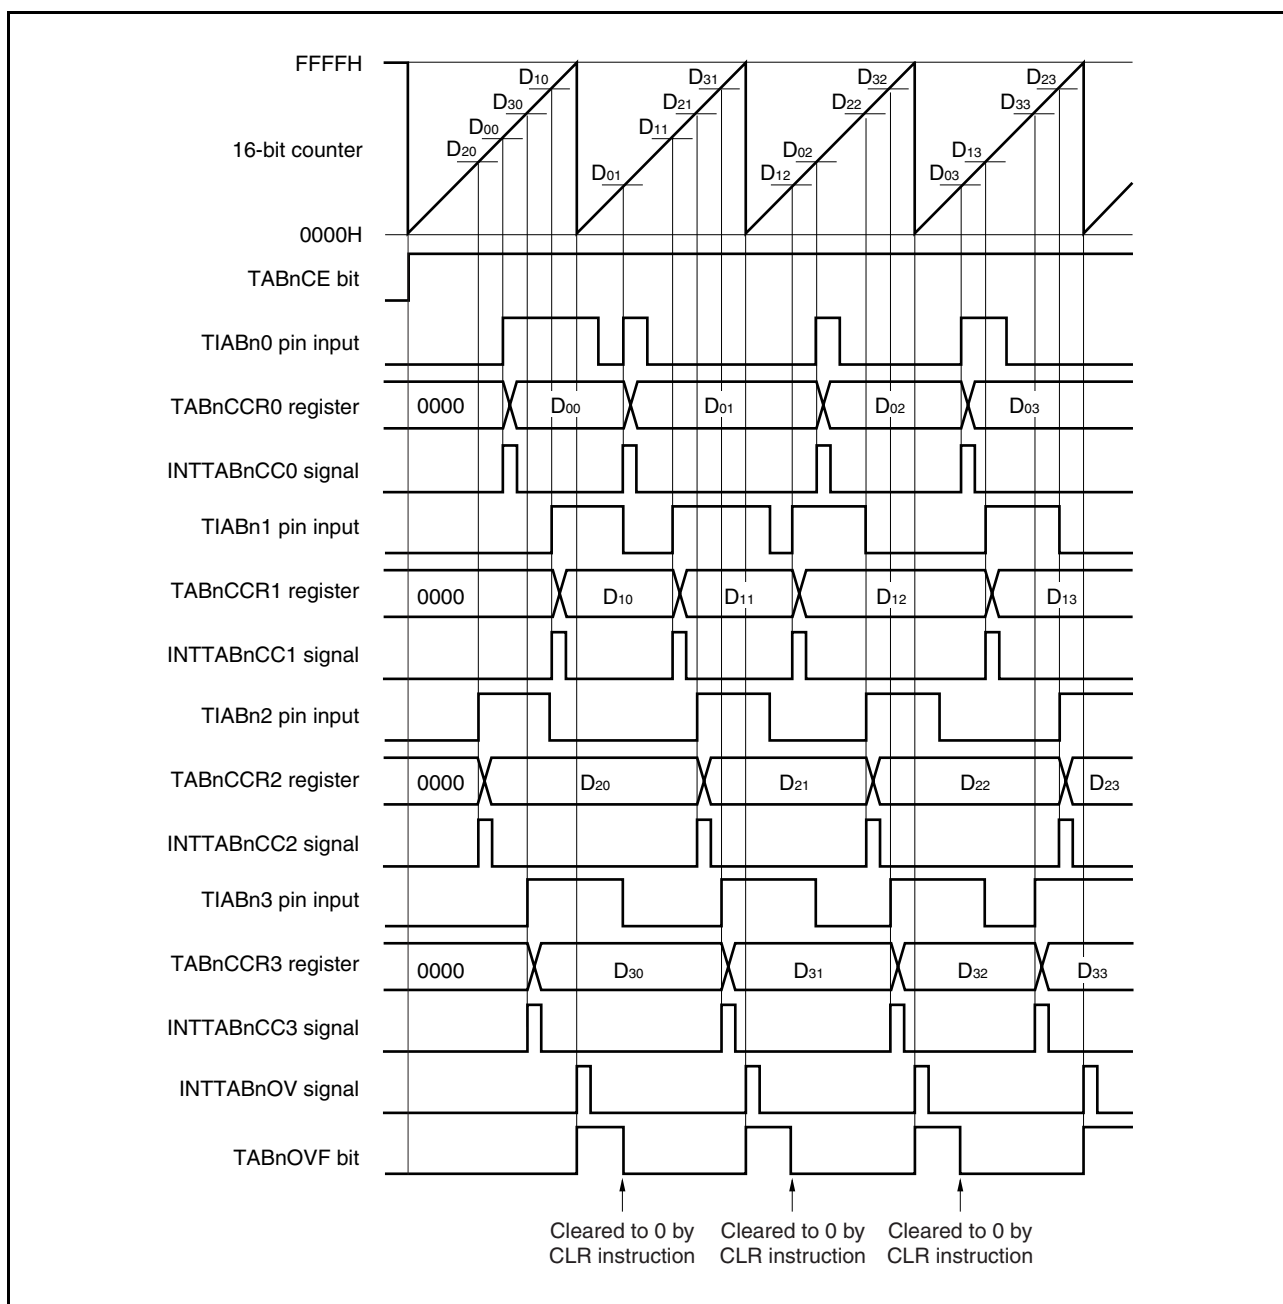 FFFFH
D10
D31
D32
D23
D30
D21
D22
D33
D00
D11
16-bit counter
D20
D02
D13
D01
D12
D03
0000H
TABnCE bit
TIABn0 pin input
TABnCCR0 register
0000
D00
D01
D02
D03
INTTABnCC0 signal
TIABn1 pin input
TABnCCR1 register
0000
D10
D11
D12
D13
INTTABnCC1 signal
TIABn2 pin input
TABnCCR2 register
0000
D20
D21
D22
D23
INTTABnCC2 signal
TIABn3 pin input
TABnCCR3 register
0000
D30
D31
D32
D33
INTTABnCC3 signal
INTTABnOV signal
TABnOVF bit
Cleared to 0 by
CLR instruction
Cleared to 0 by
CLR instruction
Cleared to 0 by
CLR instruction